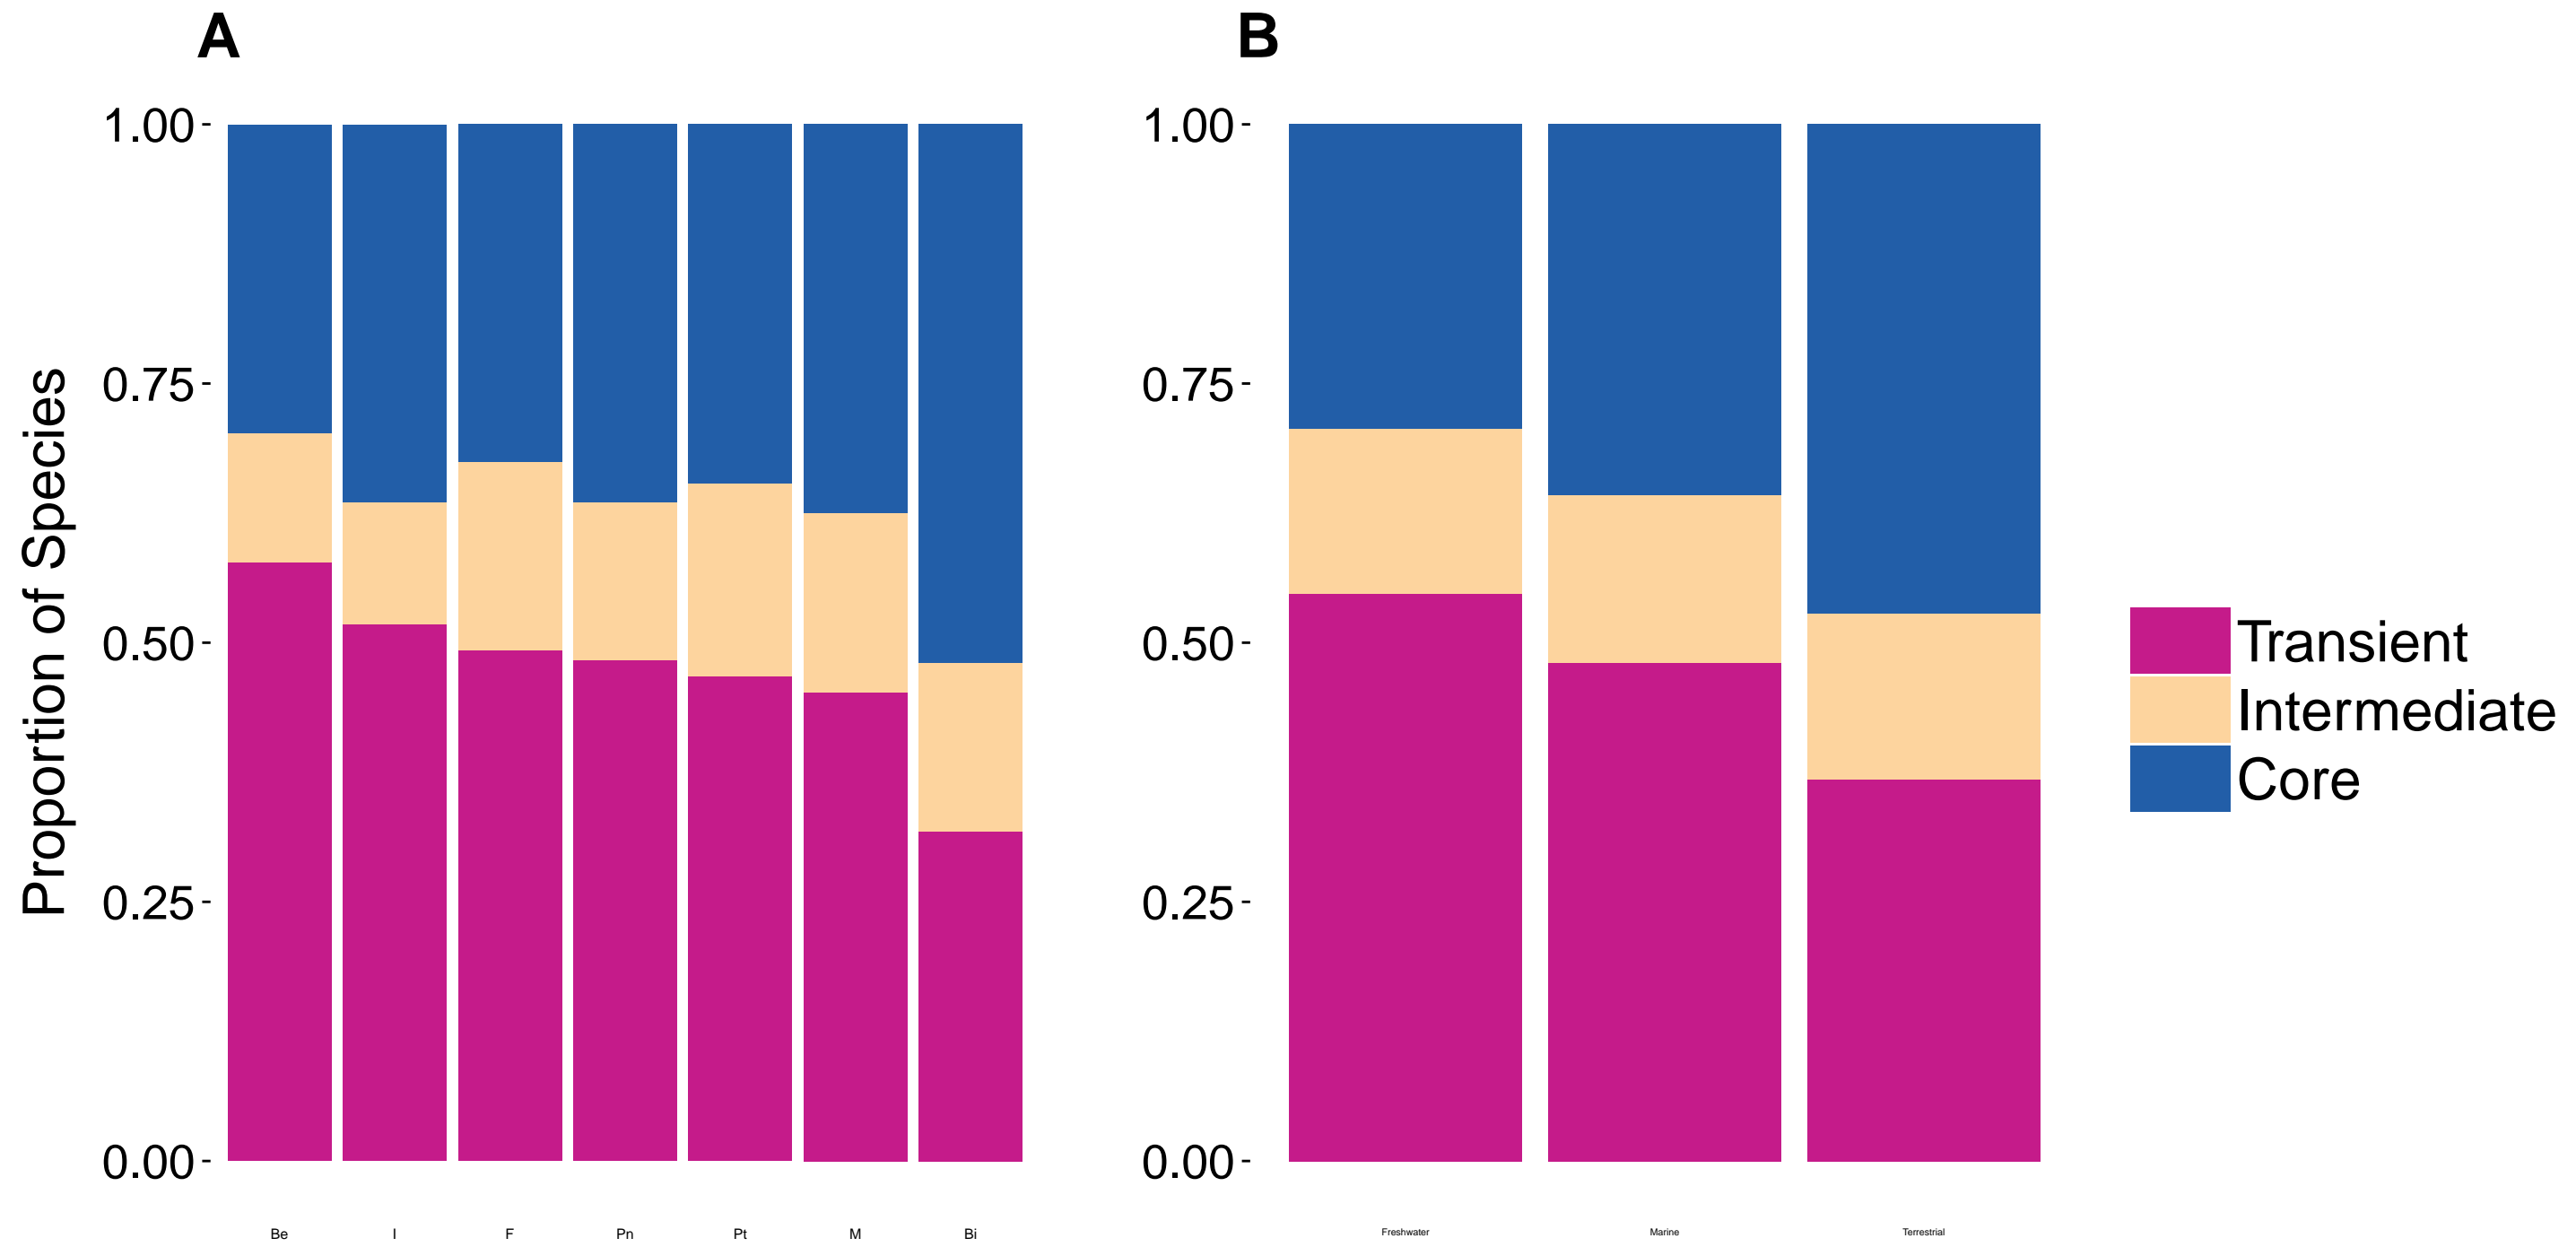 A
B
Proportion of Species
1.00
0.75
0.50
0.25
0.00
Be I F Pn Pt M Bi
1.00
0.75
0.50
0.25
0.00
Freshwater Marine Terrestrial
Transient
Intermediate
Core